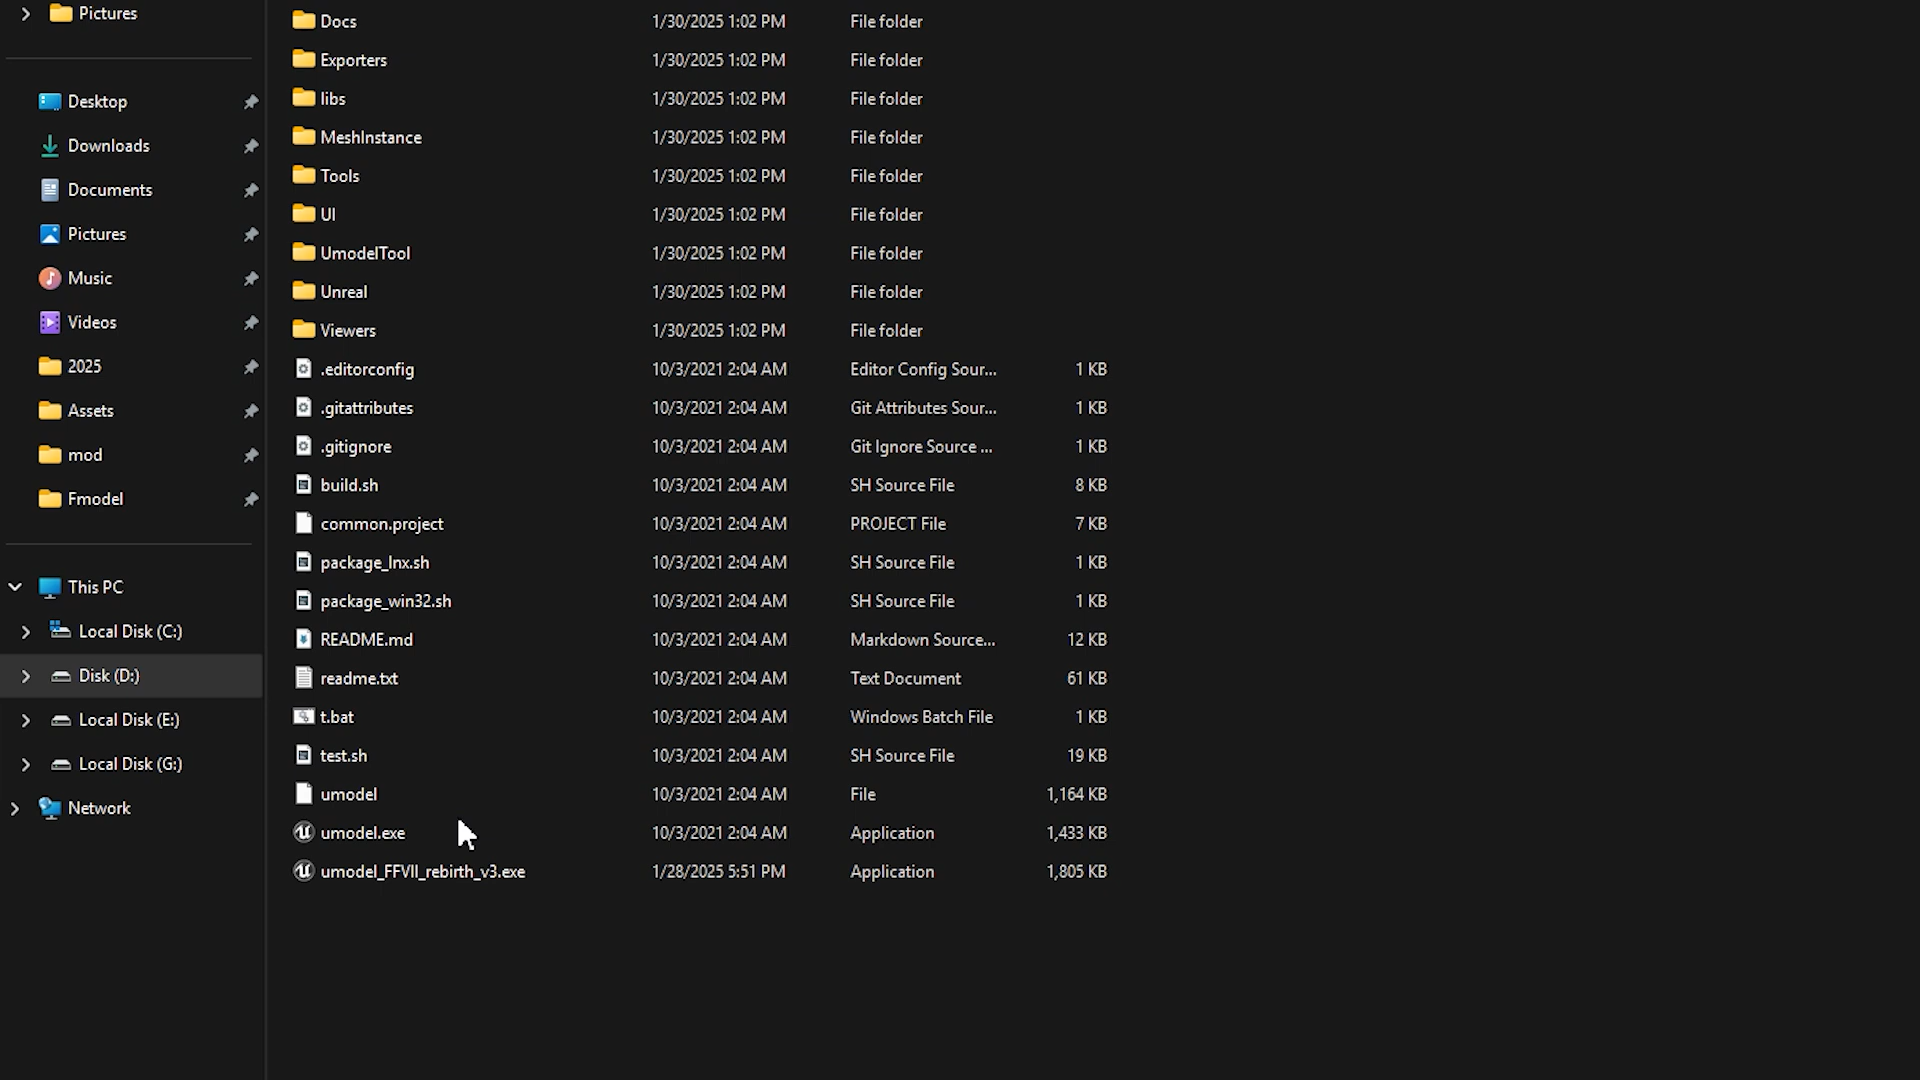 Pictures
Desktop
Downloads
Documents
Pictures
Music
Videos
2025
Assets
mod
Fmodel
This PC
Local Disk (C:)
Disk (D:)
Local Disk (E:)
Local Disk (G:)
Network
Docs 1/30/2025 1:02 PM File folder
Exporters 1/30/2025 1:02 PM File folder
libs 1/30/2025 1:02 PM File folder
MeshInstance 1/30/2025 1:02 PM File folder
Tools 1/30/2025 1:02 PM File folder
UI 1/30/2025 1:02 PM File folder
UmodelTool 1/30/2025 1:02 PM File folder
Unreal 1/30/2025 1:02 PM File folder
Viewers 1/30/2025 1:02 PM File folder
.editorconfig 10/3/2021 2:04 AM Editor Config Sour... 1 KB
.gitattributes 10/3/2021 2:04 AM Git Attributes Sour... 1 KB
.gitignore 10/3/2021 2:04 AM Git Ignore Source ... 1 KB
build.sh 10/3/2021 2:04 AM SH Source File 8 KB
common.project 10/3/2021 2:04 AM PROJECT File 7 KB
package_lnx.sh 10/3/2021 2:04 AM SH Source File 1 KB
package_win32.sh 10/3/2021 2:04 AM SH Source File 1 KB
README.md 10/3/2021 2:04 AM Markdown Source... 12 KB
readme.txt 10/3/2021 2:04 AM Text Document 61 KB
t.bat 10/3/2021 2:04 AM Windows Batch File 1 KB
test.sh 10/3/2021 2:04 AM SH Source File 19 KB
umodel 10/3/2021 2:04 AM File 1,164 KB
umodel.exe 10/3/2021 2:04 AM Application 1,433 KB
umodel_FFVII_rebirth_v3.exe 1/28/2025 5:51 PM Application 1,805 KB